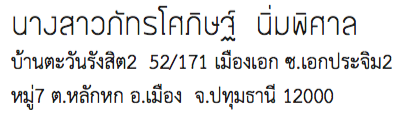 นางสาวภัทรโศภิษฐ์ นิ่มพิศาล
บ้านตะวันรังสิต2 52/171 เมืองเอก ซ.เอกประจิม2
หมู่7 ต.หลักหก อ.เมือง จ.ปทุมธานี 12000